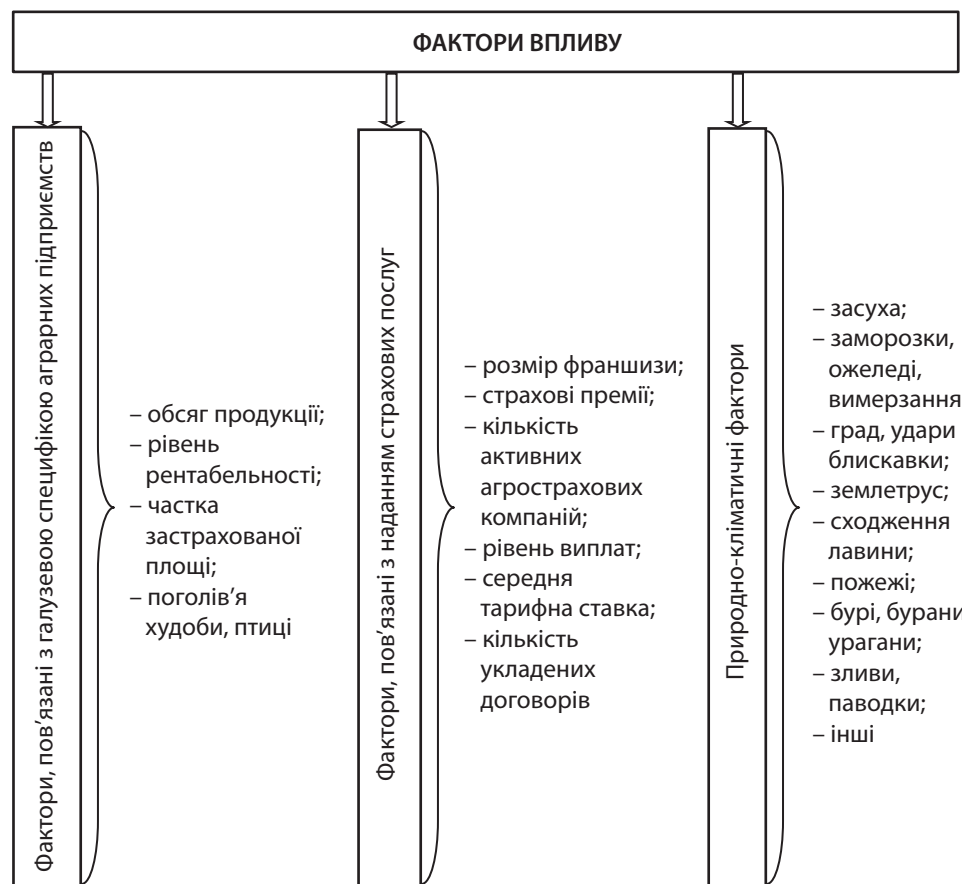 ФАКТОРИ ВПЛИВУ
Фактори, пов’язані з галузевою специфікою аграрних підприємств
– обсяг продукції;
– рівень
рентабельності;
– частка
застрахованої
площі;
– поголів’я
худоби, птиці
Фактори, пов’язані з наданням страхових послуг
– розмір франшизи;
– страхові премії;
– кількість
активних
агрострахових
компаній;
– рівень виплат;
– середня
тарифна ставка;
– кількість
укладених
договорів
Природно-кліматичні фактори
– засуха;
– заморозки,
ожеледі,
вимерзання
– град, удари
блискавки;
– землетрус;
– сходження
лавини;
– пожежі;
– бурі, бурани
урагани;
– зливи,
паводки;
– інші